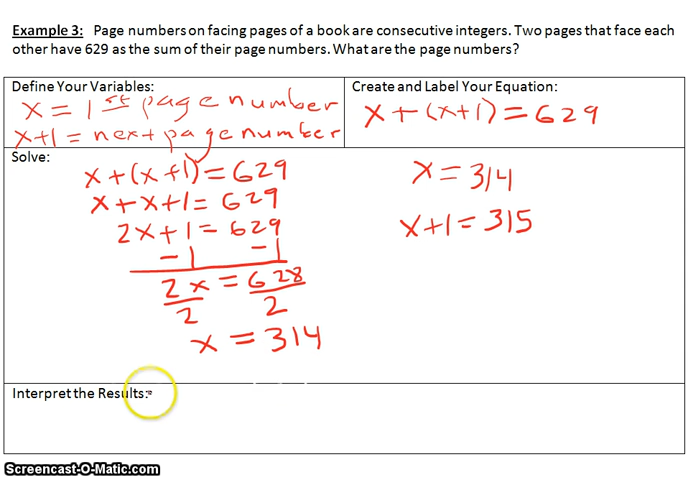 Example 3: Page numbers on facing pages of a book are consecutive integers. Two pages that face each
other have 629 as the sum of their page numbers. What are the page numbers?
Define Your Variables:
x = 1st page number
x+1 = next page number
Create and Label Your Equation:
x + (x+1) = 629
Solve:
x + (x+1) = 629
x + x + 1 = 629
2x + 1 = 629
-1 -1
2x = 628
2 2
x = 314
x = 314
x+1 = 315
Interpret the Results:
Screencast-O-Matic.com